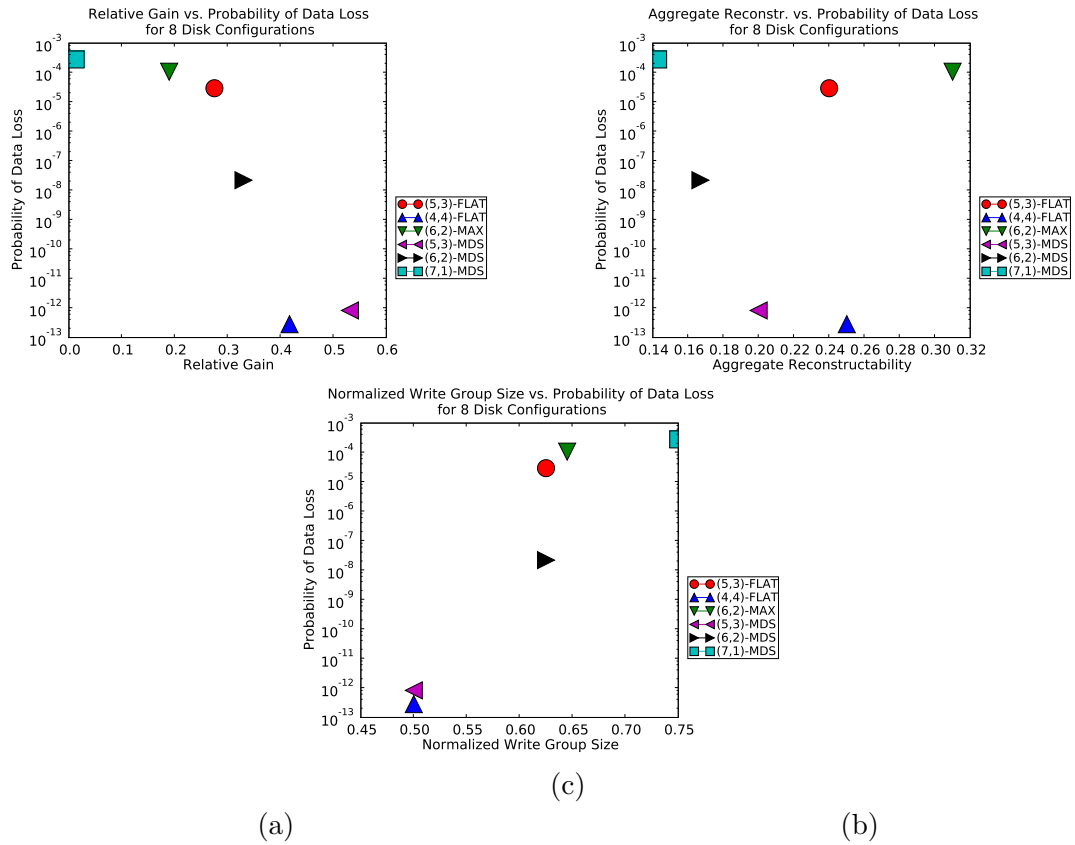 Relative Gain vs. Probability of Data Loss
for 8 Disk Configurations
Probability of Data Loss
10^-3
10^-4
10^-5
10^-6
10^-7
10^-8
10^-9
10^-10
10^-11
10^-12
10^-13
0.0 0.1 0.2 0.3 0.4 0.5 0.6
Relative Gain
(5,3)-FLAT
(4,4)-FLAT
(6,2)-MAX
(5,3)-MDS
(6,2)-MDS
(7,1)-MDS
Aggregate Reconstr. vs. Probability of Data Loss
for 8 Disk Configurations
Probability of Data Loss
10^-3
10^-4
10^-5
10^-6
10^-7
10^-8
10^-9
10^-10
10^-11
10^-12
10^-13
0.14 0.16 0.18 0.20 0.22 0.24 0.26 0.28 0.30 0.32
Aggregate Reconstructability
(5,3)-FLAT
(4,4)-FLAT
(6,2)-MAX
(5,3)-MDS
(6,2)-MDS
(7,1)-MDS
Normalized Write Group Size vs. Probability of Data Loss
for 8 Disk Configurations
Probability of Data Loss
10^-3
10^-4
10^-5
10^-6
10^-7
10^-8
10^-9
10^-10
10^-11
10^-12
10^-13
0.45 0.50 0.55 0.60 0.65 0.70 0.75
Normalized Write Group Size
(5,3)-FLAT
(4,4)-FLAT
(6,2)-MAX
(5,3)-MDS
(6,2)-MDS
(7,1)-MDS
(c)
(a) (b)